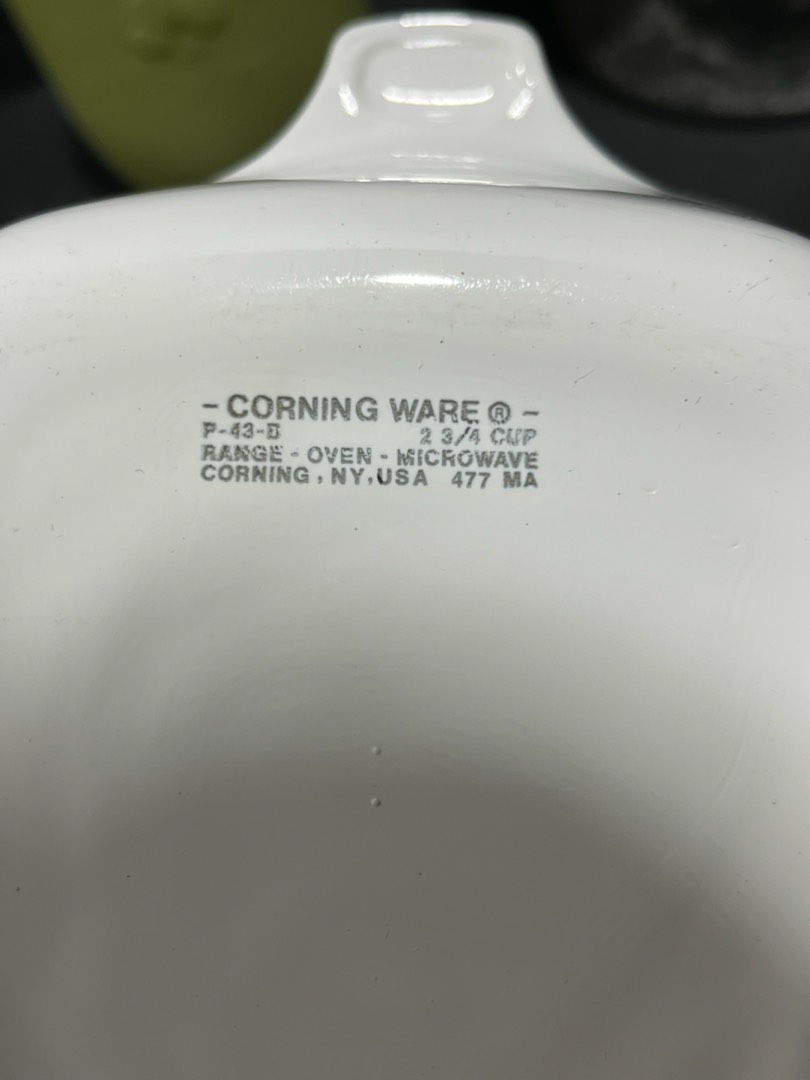 - CORNING WARE ® -
P-43-B 2 3/4 CUP
RANGE - OVEN - MICROWAVE
CORNING, NY, USA 477 MA